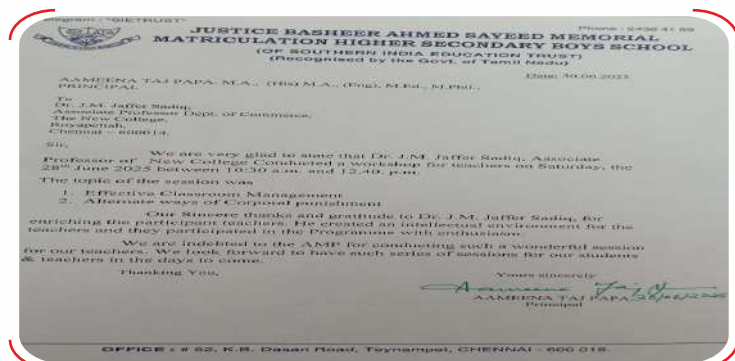 Telegram : "SIETRUST"
Phone : 2436 41 89
JUSTICE BASHEER AHMED SAYEED MEMORIAL
MATRICULATION HIGHER SECONDARY BOYS SCHOOL
(OF SOUTHERN INDIA EDUCATION TRUST)
(Recognised by the Govt. of Tamil Nadu)
Date: 30.06.2025
AAMEENA TAJ PAPA. M.A., (His) M.A., (Eng), M.Ed., M.Phil.,
PRINCIPAL
To
Dr. J.M. Jaffer Sadiq,
Associate Professor Dept. of Commerce,
The New College,
Royapettah,
Chennai – 600014.
Sir,
We are very glad to state that Dr. J.M. Jaffer Sadiq, Associate
Professor of New College Conducted a workshop for teachers on Saturday, the
28th June 2025 between 10:30 a.m. and 12.40. p.m.
The topic of the session was
1. Effective Classroom Management
2. Alternate ways of Corporal punishment
Our Sincere thanks and gratitude to Dr. J.M. Jaffer Sadiq, for
enriching the participant teachers. He created an intellectual environment for the
teachers and they participated in the Programme with enthusiasm.
We are indebted to the AMP for conducting such a wonderful session
for our teachers. We look forward to have such series of sessions for our students
& teachers in the days to come.
Thanking You,
Yours sincerely
Aameena Taj P
AAMEENA TAJ PAPA 28/06/2025
Principal
OFFICE : # 52, K.B. Dasan Road, Teynampet, CHENNAI - 600 018.